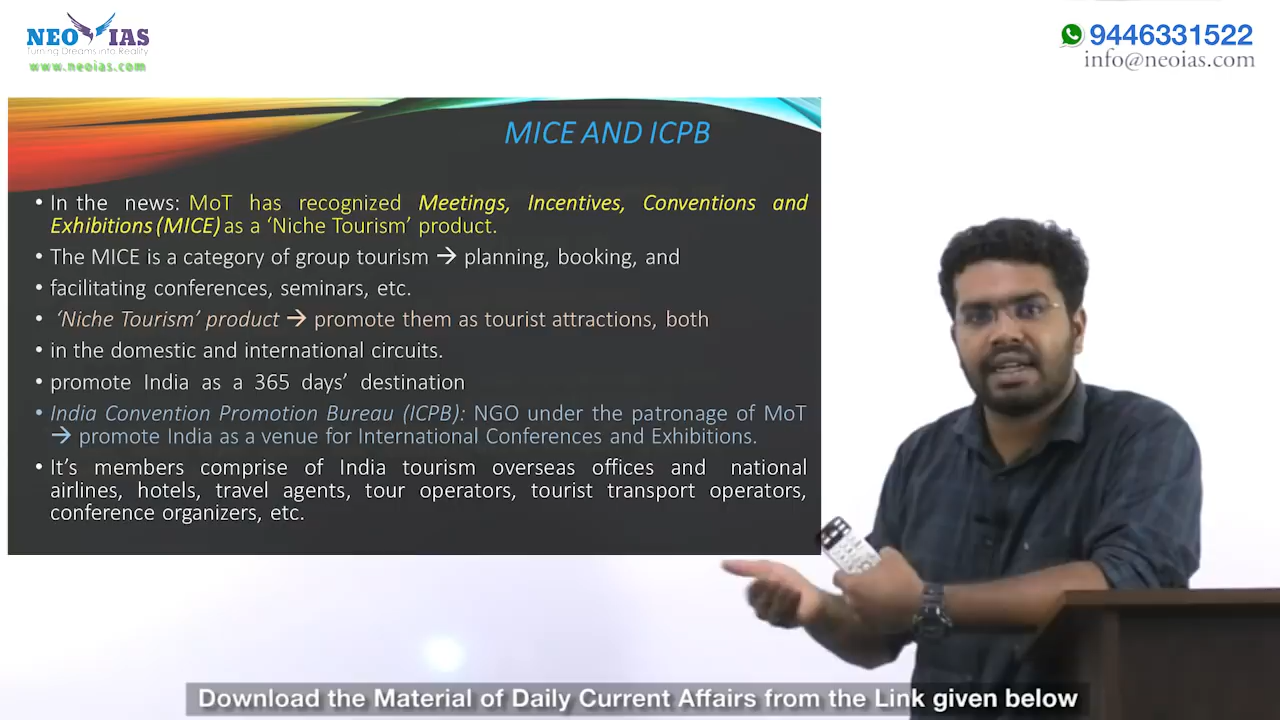 NEO IAS
Turning Dreams into Reality
www.neoias.com
9446331522
info@neoias.com
MICE AND ICPB
• In the news: MoT has recognized Meetings, Incentives, Conventions and
Exhibitions (MICE) as a ‘Niche Tourism’ product.
• The MICE is a category of group tourism → planning, booking, and
• facilitating conferences, seminars, etc.
• ‘Niche Tourism’ product → promote them as tourist attractions, both
• in the domestic and international circuits.
• promote India as a 365 days’ destination
• India Convention Promotion Bureau (ICPB): NGO under the patronage of MoT
→ promote India as a venue for International Conferences and Exhibitions.
• It’s members comprise of India tourism overseas offices and national
airlines, hotels, travel agents, tour operators, tourist transport operators,
conference organizers, etc.
Download the Material of Daily Current Affairs from the Link given below